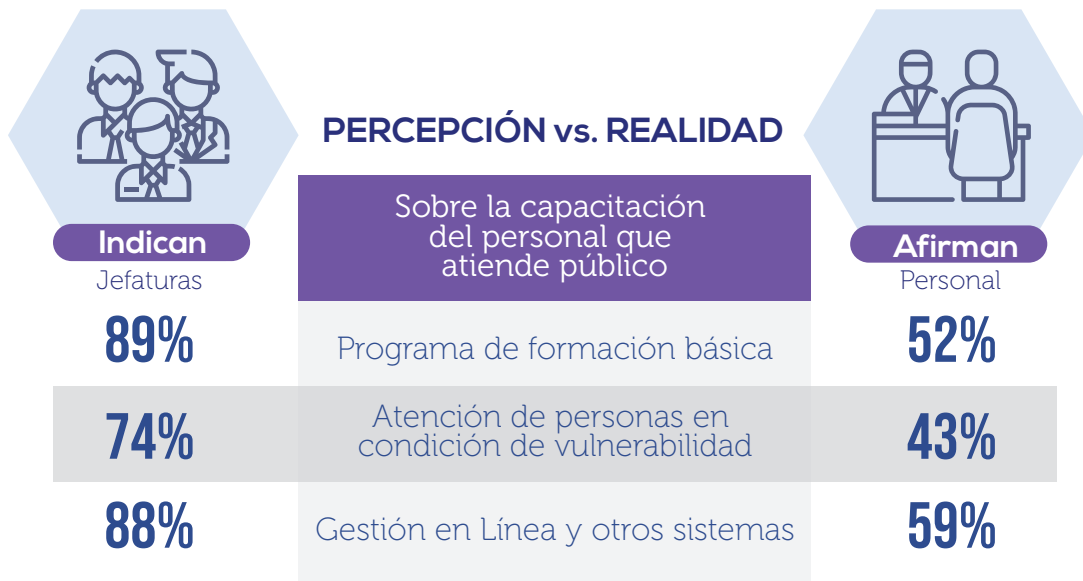 PERCEPCIÓN vs. REALIDAD
Indican
Jefaturas
Sobre la capacitación
del personal que
atiende público
Afirman
Personal
89%
Programa de formación básica
52%
74%
Atención de personas en
condición de vulnerabilidad
43%
88%
Gestión en Línea y otros sistemas
59%